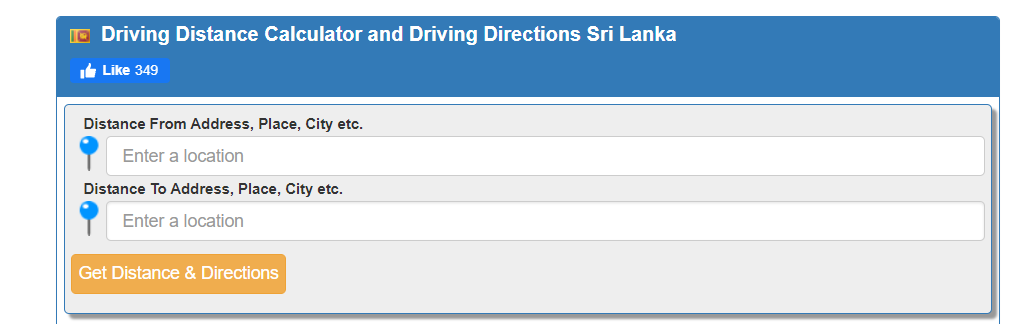 Driving Distance Calculator and Driving Directions Sri Lanka
Like 349
Distance From Address, Place, City etc.
Enter a location
Distance To Address, Place, City etc.
Enter a location
Get Distance & Directions